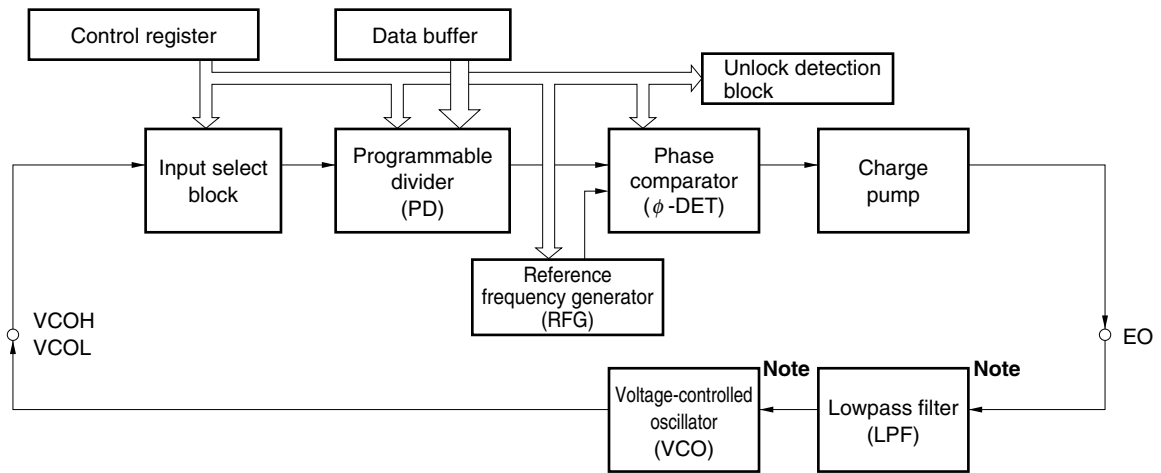 Control register
Data buffer
Unlock detection
block
Input select
block
Programmable
divider
(PD)
Phase
comparator
(ϕ-DET)
Charge
pump
Reference
frequency generator
(RFG)
VCOH
VCOL
EO
Note
Note
Voltage-controlled
oscillator
(VCO)
Lowpass filter
(LPF)